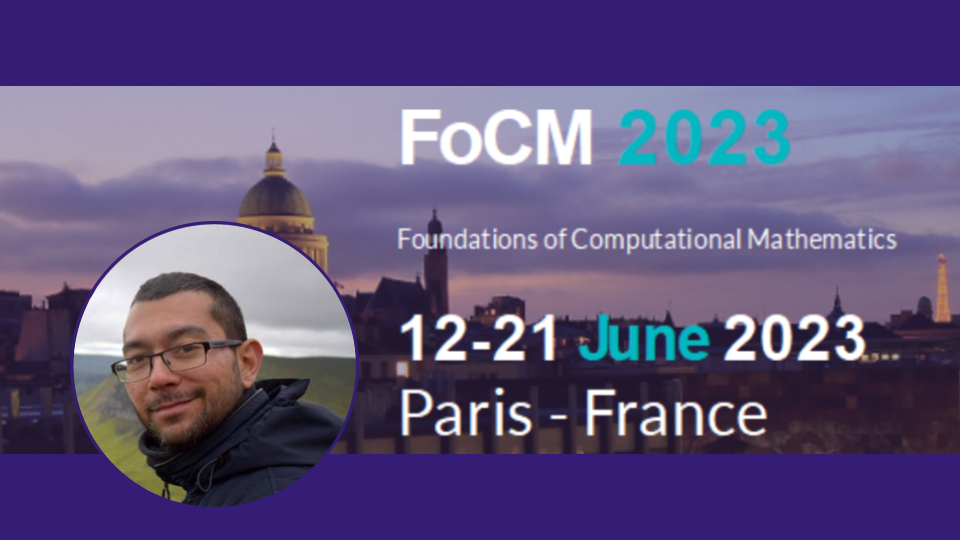 FoCM 2023
Foundations of Computational Mathematics
12-21 June 2023
Paris - France